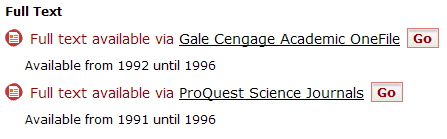 Full Text
Full text available via Gale Cengage Academic OneFile Go
Available from 1992 until 1996
Full text available via ProQuest Science Journals Go
Available from 1991 until 1996